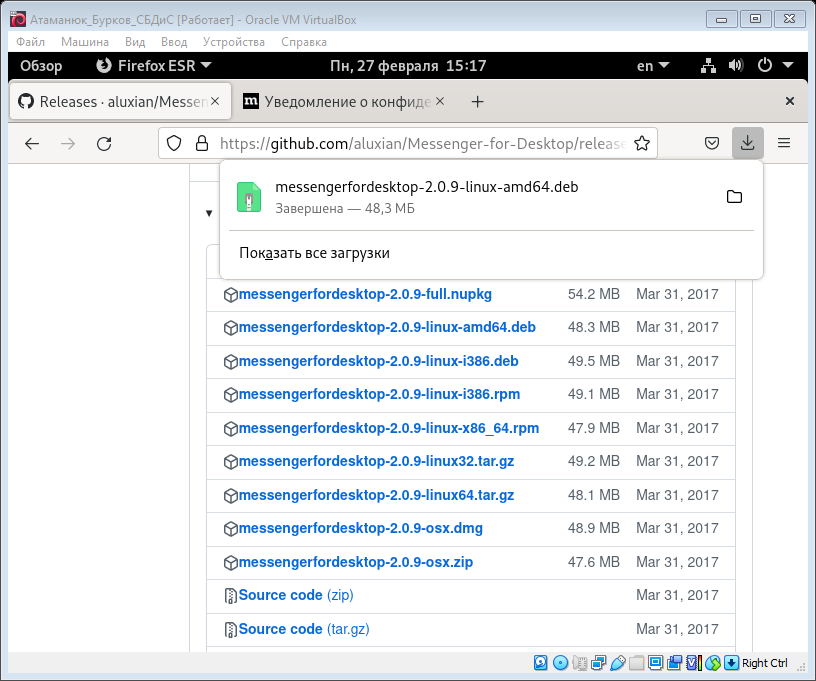 Атаманюк_Бурков_СБДиС [Работает] - Oracle VM VirtualBox
Файл Машина Вид Ввод Устройства Справка
Обзор Firefox ESR Пн, 27 февраля 15:17 en
Releases · aluxian/Messen Уведомление о конфиде
https://github.com/aluxian/Messenger-for-Desktop/release
messengerfordesktop-2.0.9-linux-amd64.deb
Завершена — 48,3 МБ
Показать все загрузки
messengerfordesktop-2.0.9-full.nupkg 54.2 MB Mar 31, 2017
messengerfordesktop-2.0.9-linux-amd64.deb 48.3 MB Mar 31, 2017
messengerfordesktop-2.0.9-linux-i386.deb 49.5 MB Mar 31, 2017
messengerfordesktop-2.0.9-linux-i386.rpm 49.1 MB Mar 31, 2017
messengerfordesktop-2.0.9-linux-x86_64.rpm 47.9 MB Mar 31, 2017
messengerfordesktop-2.0.9-linux32.tar.gz 49.2 MB Mar 31, 2017
messengerfordesktop-2.0.9-linux64.tar.gz 48.1 MB Mar 31, 2017
messengerfordesktop-2.0.9-osx.dmg 48.9 MB Mar 31, 2017
messengerfordesktop-2.0.9-osx.zip 47.6 MB Mar 31, 2017
Source code (zip) Mar 31, 2017
Source code (tar.gz) Mar 31, 2017
Right Ctrl